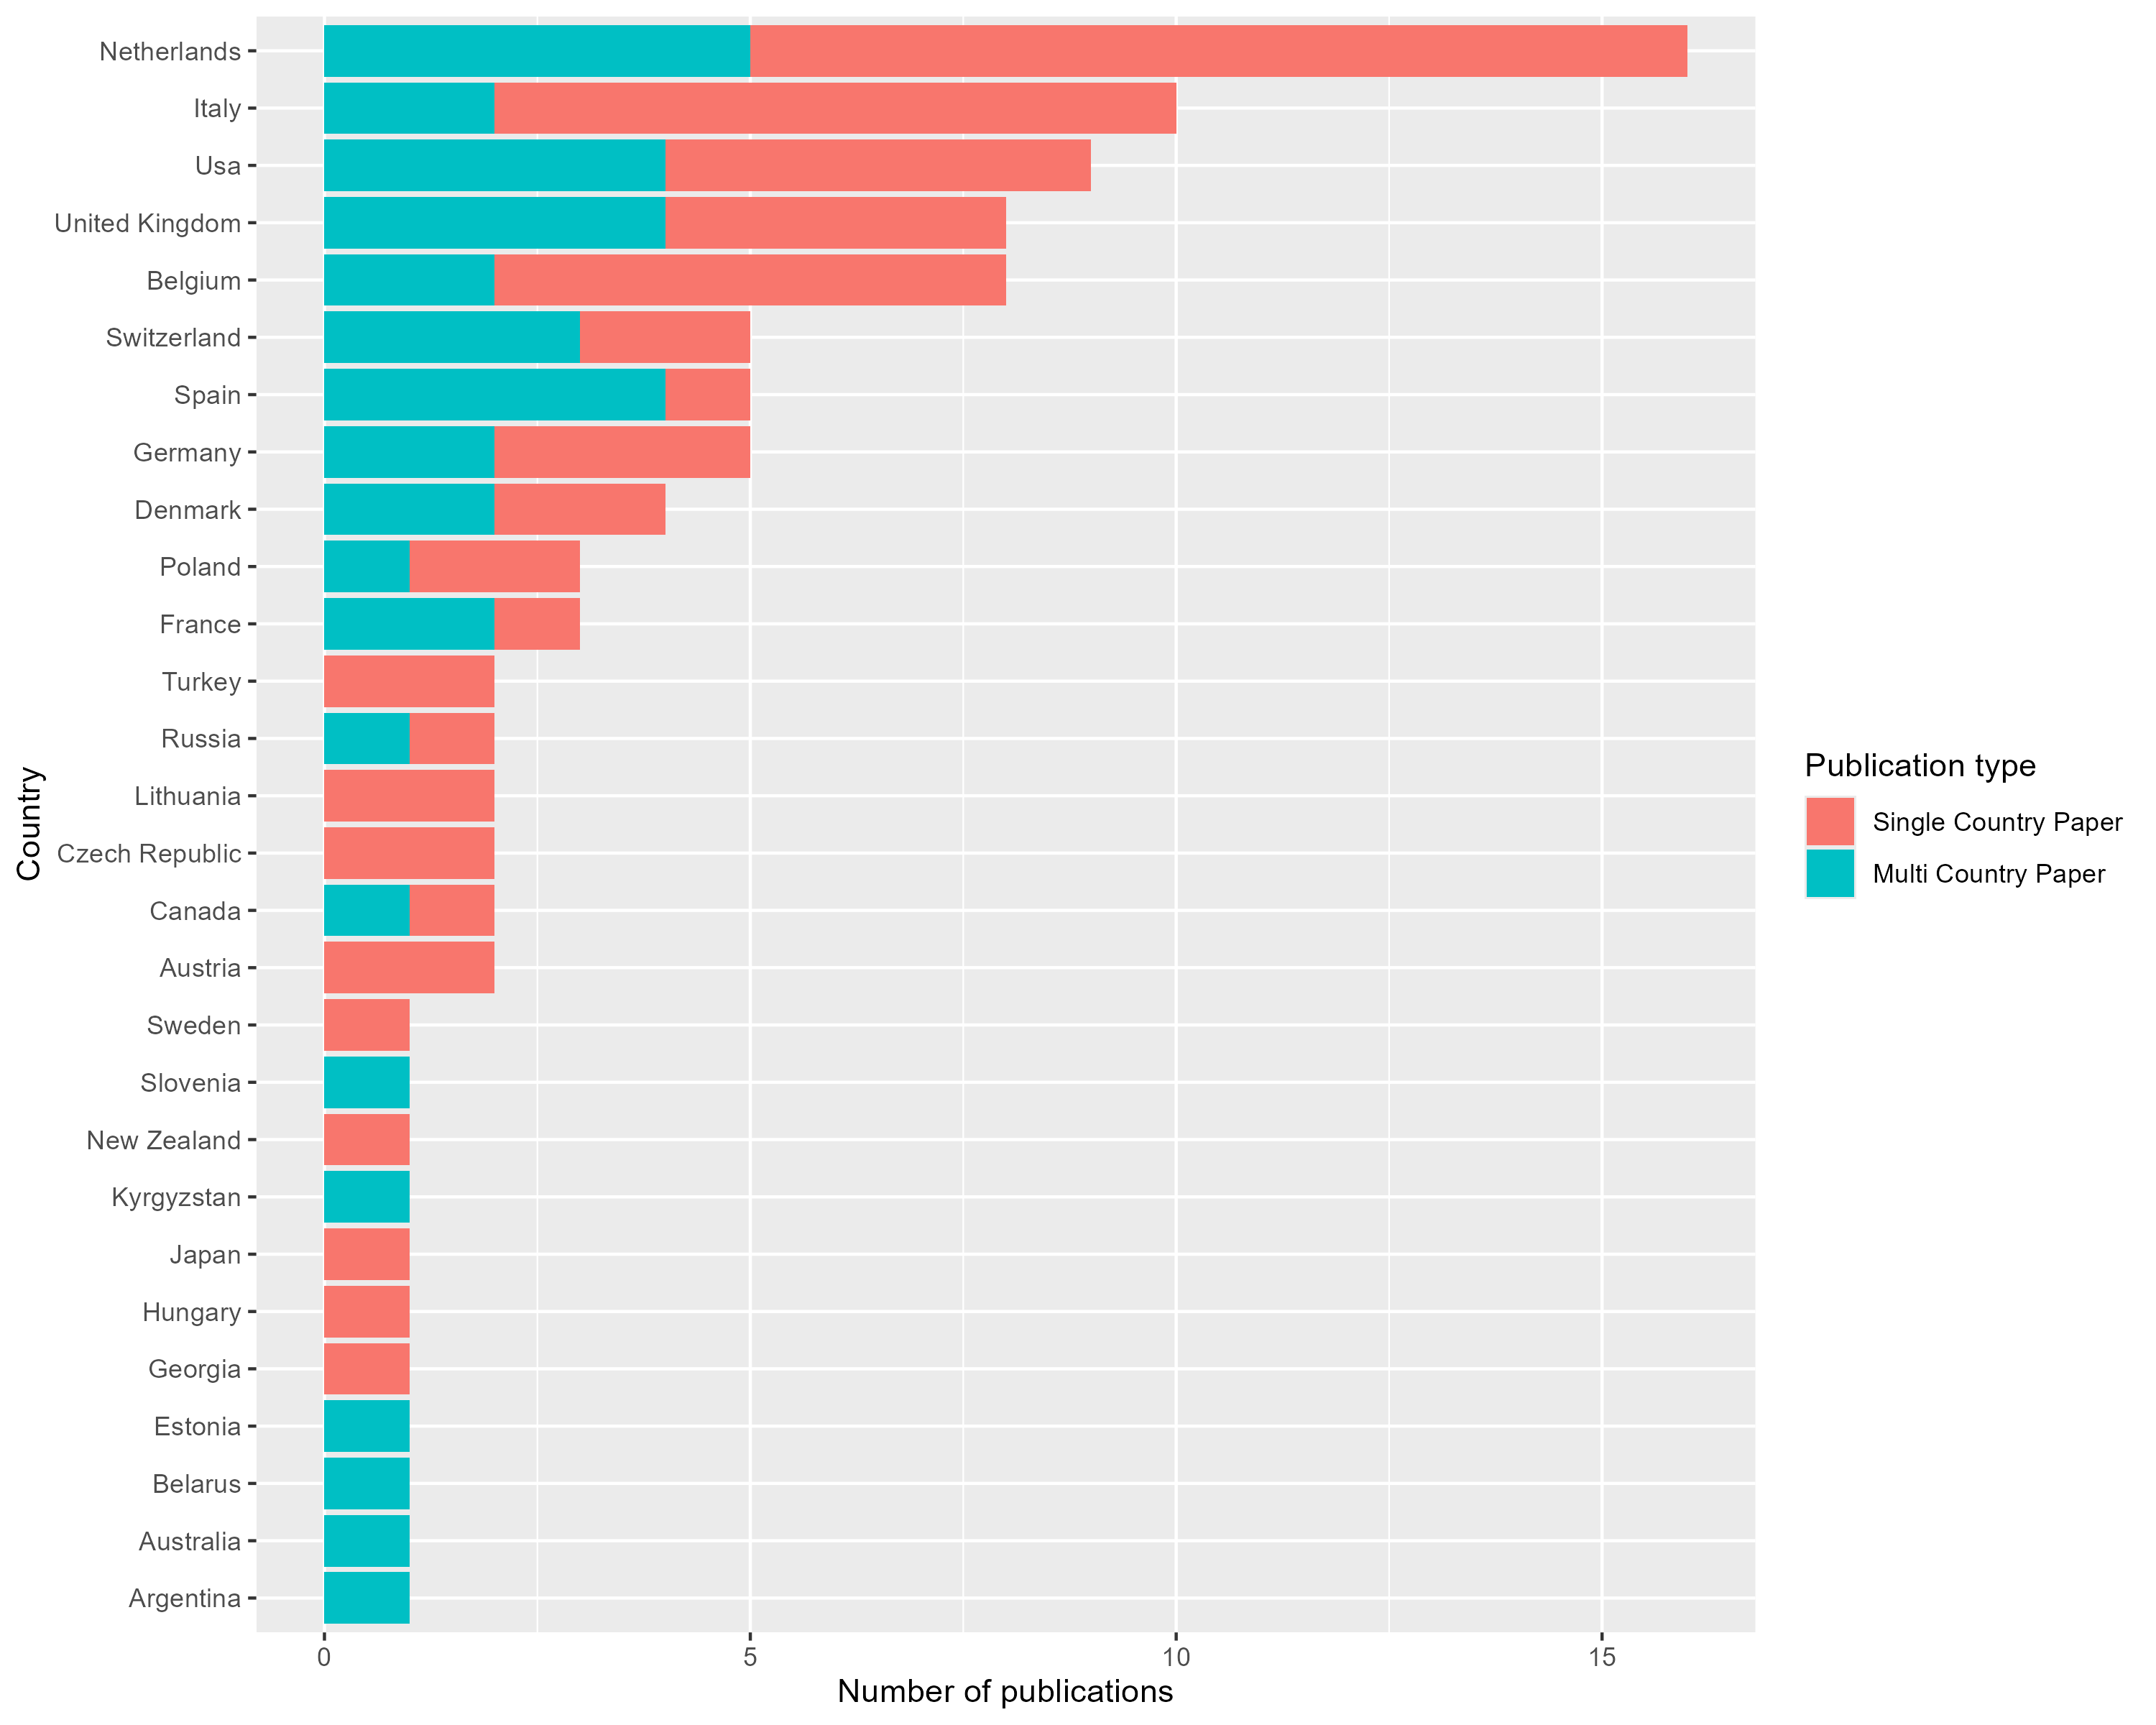 Netherlands
Italy
Usa
United Kingdom
Belgium
Switzerland
Spain
Germany
Denmark
Poland
France
Turkey
Russia
Lithuania
Czech Republic
Canada
Austria
Sweden
Slovenia
New Zealand
Kyrgyzstan
Japan
Hungary
Georgia
Estonia
Belarus
Australia
Argentina
Country
0 5 10 15
Number of publications
Publication type
Single Country Paper
Multi Country Paper